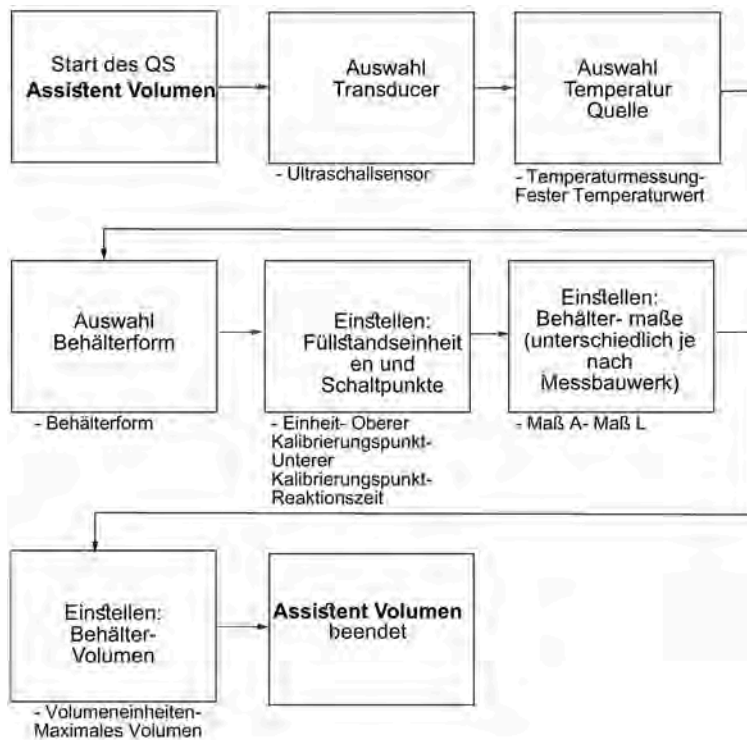 Start des QS
Assistent Volumen
Auswahl
Transducer
- Ultraschallsensor
Auswahl
Temperatur
Quelle
- Temperaturmessung-
Fester Temperaturwert
Auswahl
Behälterform
- Behälterform
Einstellen:
Füllstandseinheit
en und
Schaltpunkte
- Einheit- Oberer
Kalibrierungspunkt-
Unterer
Kalibrierungspunkt-
Reaktionszeit
Einstellen:
Behälter- maße
(unterschiedlich je
nach
Messbauwerk)
- Maß A- Maß L
Einstellen:
Behälter-
Volumen
- Volumeneinheiten-
Maximales Volumen
Assistent Volumen
beendet